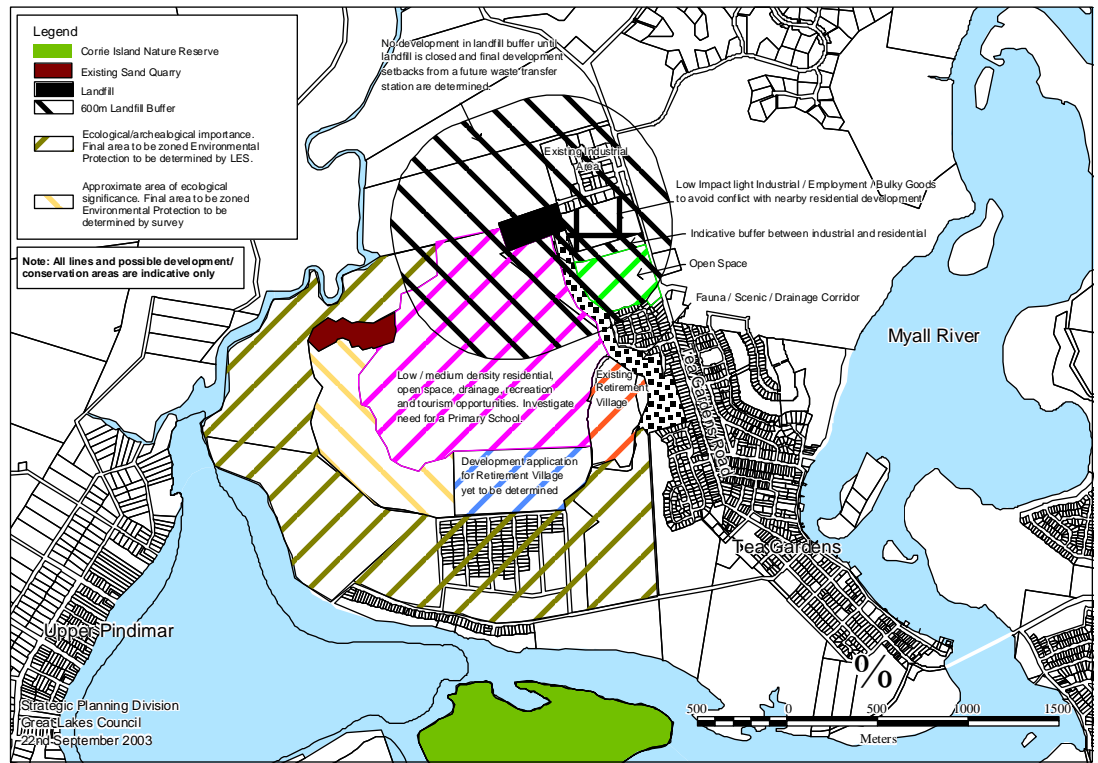 Legend
Corrie Island Nature Reserve
Existing Sand Quarry
Landfill
600m Landfill Buffer
Ecological/archealogical importance.
Final area to be zoned Environmental
Protection to be determined by LES.
Approximate area of ecological
significance. Final area to be zoned
Environmental Protection to be
determined by survey
Note: All lines and possible development/
conservation areas are indicative only
No development in landfill buffer until
landfill is closed and final development
setbacks from a future waste transfer
station are determined.
Existing Industrial
Area
Low Impact light Industrial / Employment / Bulky Goods
to avoid conflict with nearby residential development
Indicative buffer between industrial and residential
Open Space
Fauna / Scenic / Drainage Corridor
Myall River
Low / medium density residential,
open space, drainage, recreation
and tourism opportunities. Investigate
need for a Primary School.
Existing
Retirement
Village
Tea Gardens Road
Development application
for Retirement Village
yet to be determined
Tea Gardens
Upper Pindimar
%
Strategic Planning Division
Great Lakes Council
22nd September 2003
500 0 500 1000 1500
Meters